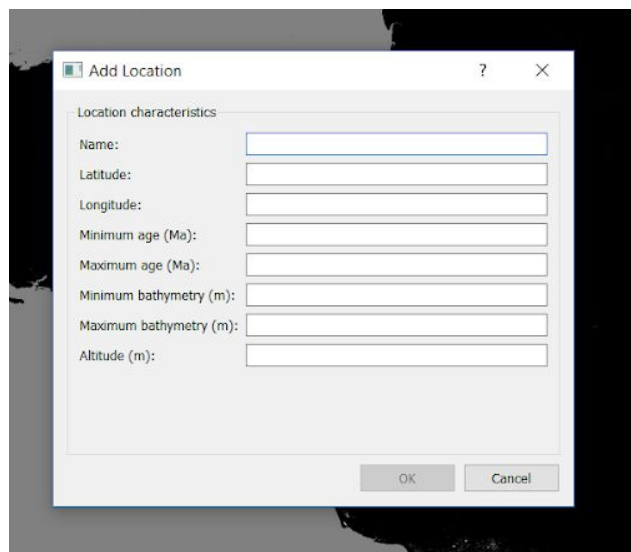 Add Location
?
Location characteristics
Name:
Latitude:
Longitude:
Minimum age (Ma):
Maximum age (Ma):
Minimum bathymetry (m):
Maximum bathymetry (m):
Altitude (m):
OK Cancel